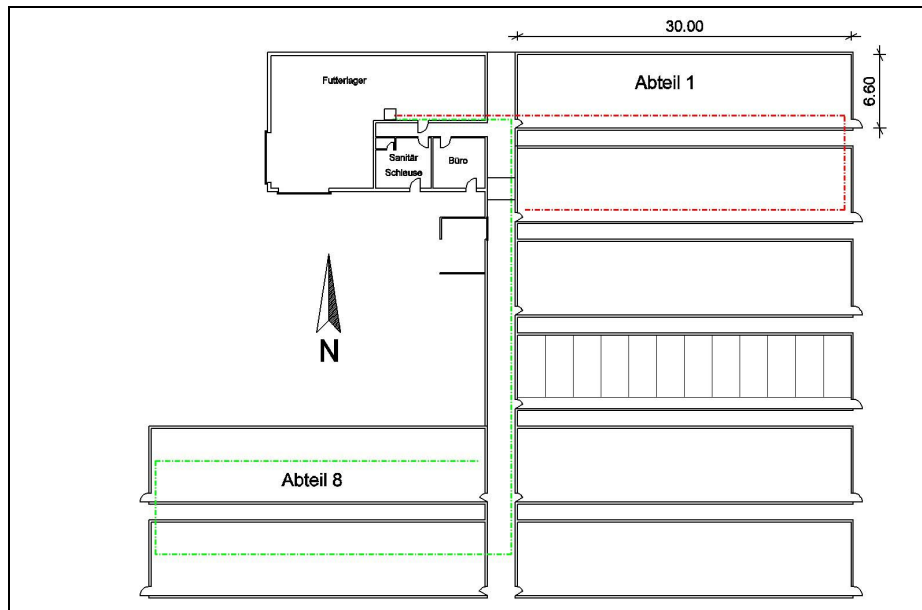 30.00
Futterlager
Abteil 1
6.60
Sanitär
Schleuse
Büro
N
Abteil 8